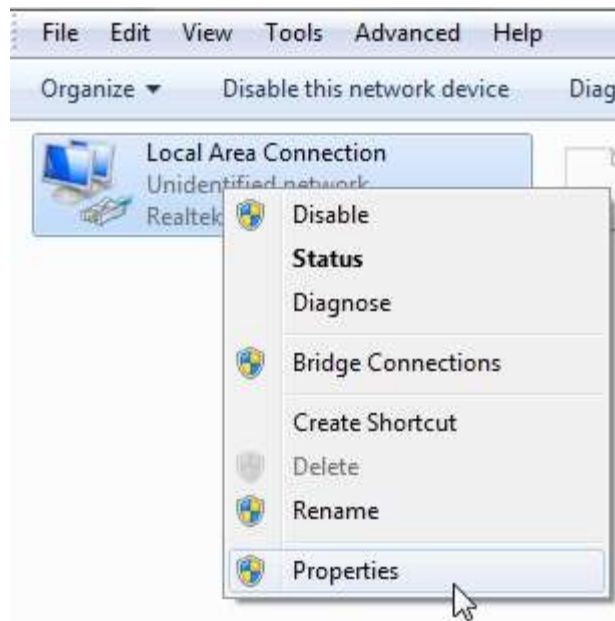 File Edit View Tools Advanced Help
Organize Disable this network device Diag
Local Area Connection
Unidentified network
Realtek
Disable
Status
Diagnose
Bridge Connections
Create Shortcut
Delete
Rename
Properties